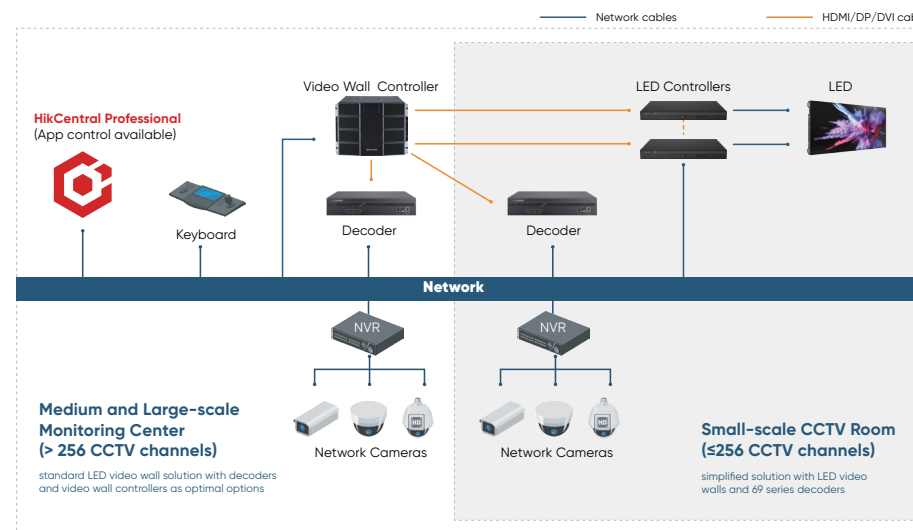 Network cables
HDMI/DP/DVI cab
Video Wall Controller
LED Controllers
LED
HikCentral Professional
(App control available)
Keyboard
Decoder
Decoder
Network
NVR
NVR
HD
HD
Network Cameras
Network Cameras
Medium and Large-scale
Monitoring Center
(> 256 CCTV channels)
standard LED video wall solution with decoders
and video wall controllers as optimal options
Small-scale CCTV Room
(≤256 CCTV channels)
simplified solution with LED video
walls and 69 series decoders